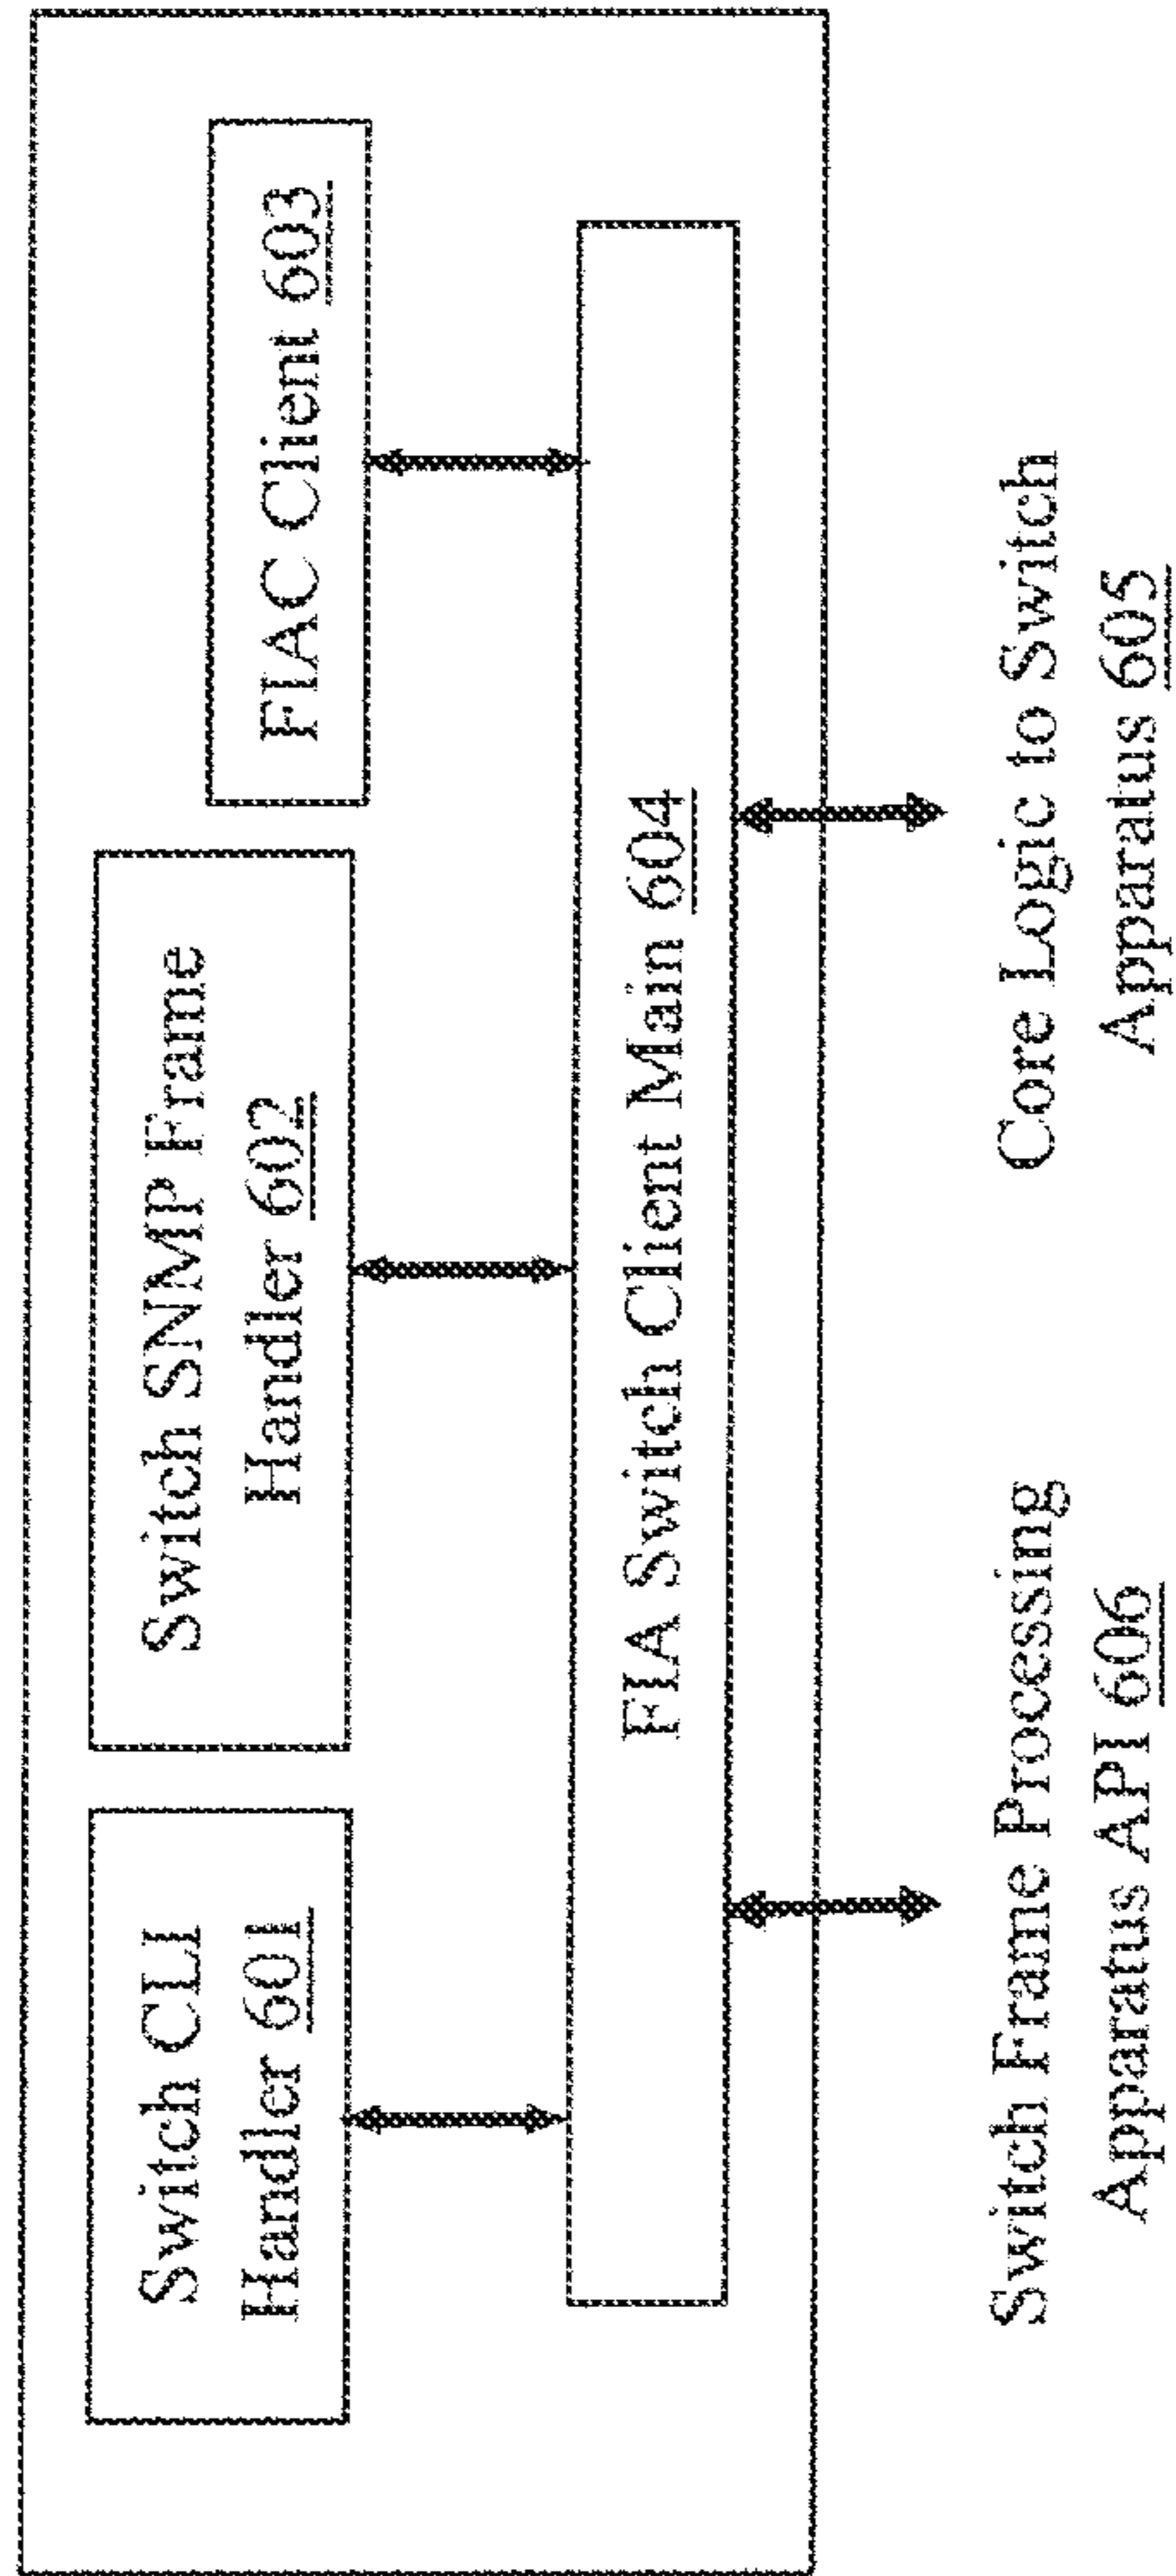 Switch CLI
Handler 601
Switch SNMP Frame
Handler 602
FIAC Client 603
FIA Switch Client Main 604
Switch Frame Processing
Apparatus API 606
Core Logic to Switch
Apparatus 605